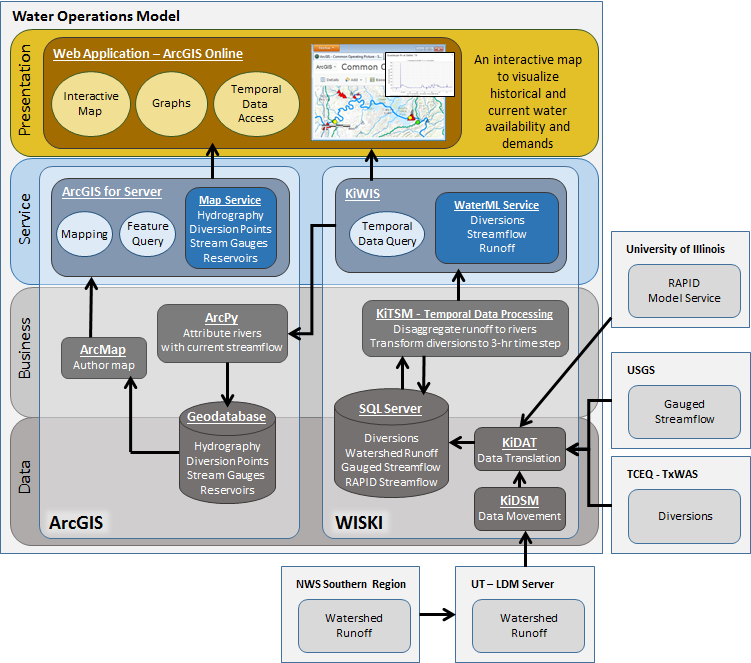 Water Operations Model
Presentation
Web Application – ArcGIS Online
Interactive
Map
Graphs
Temporal
Data
Access
ArcGIS
Common O
Details
Add
An interactive map
to visualize
historical and
current water
availability and
demands
Service
ArcGIS for Server
Mapping
Feature
Query
Map Service
Hydrography
Diversion Points
Stream Gauges
Reservoirs
KiWIS
Temporal
Data Query
WaterML Service
Diversions
Streamflow
Runoff
Business
ArcMap
Author map
ArcPy
Attribute rivers
with current streamflow
KiTSM - Temporal Data Processing
Disaggregate runoff to rivers
Transform diversions to 3-hr time step
Data
Geodatabase
Hydrography
Diversion Points
Stream Gauges
Reservoirs
SQL Server
Diversions
Watershed Runoff
Gauged Streamflow
RAPID Streamflow
KiDAT
Data Translation
KiDSM
Data Movement
ArcGIS
WISKI
University of Illinois
RAPID
Model Service
USGS
Gauged
Streamflow
TCEQ - TxWAS
Diversions
NWS Southern Region
Watershed
Runoff
UT – LDM Server
Watershed
Runoff